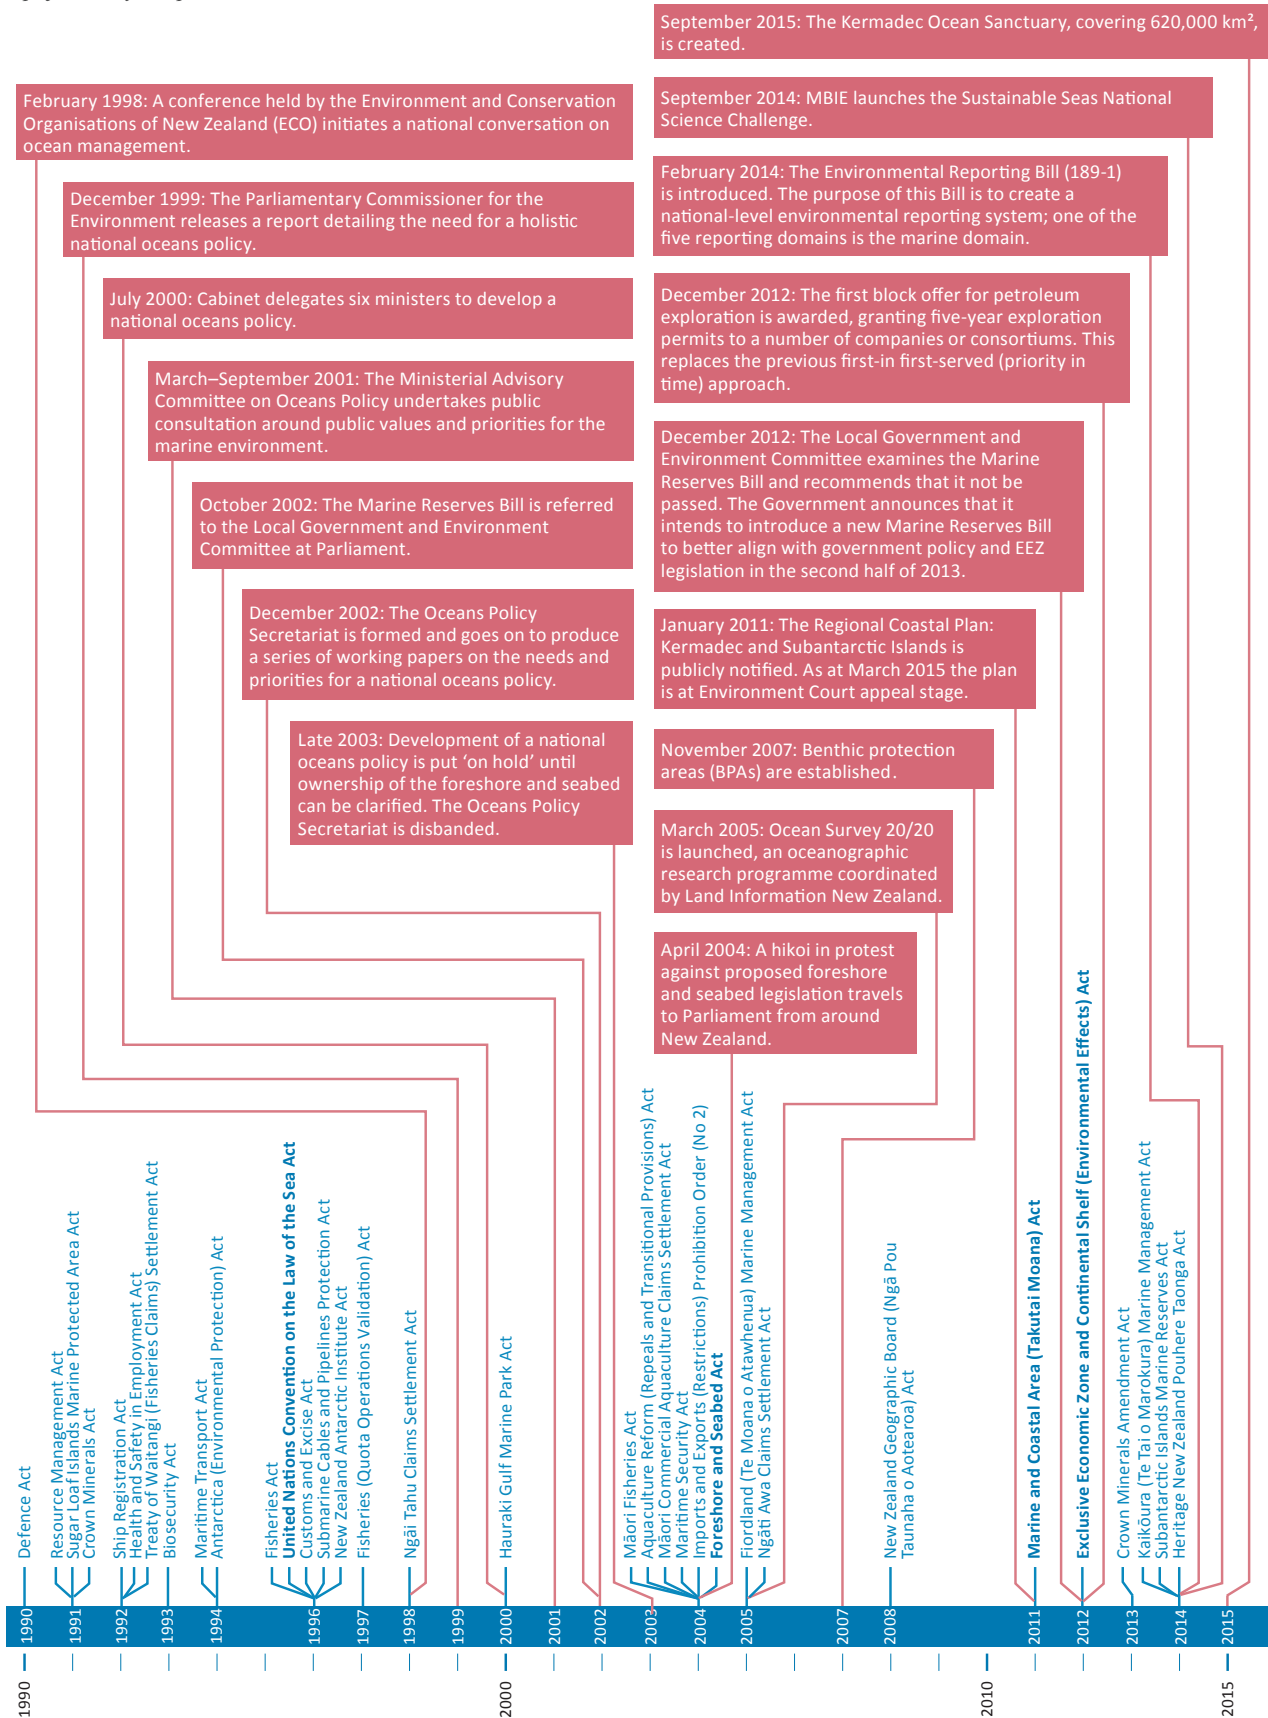 September 2015: The Kermadec Ocean Sanctuary, covering 620,000 km²,
is created.
February 1998: A conference held by the Environment and Conservation
Organisations of New Zealand (ECO) initiates a national conversation on
ocean management.
September 2014: MBIE launches the Sustainable Seas National
Science Challenge.
December 1999: The Parliamentary Commissioner for the
Environment releases a report detailing the need for a holistic
national oceans policy.
February 2014: The Environmental Reporting Bill (189-1)
is introduced. The purpose of this Bill is to create a
national-level environmental reporting system; one of the
five reporting domains is the marine domain.
July 2000: Cabinet delegates six ministers to develop a
national oceans policy.
December 2012: The first block offer for petroleum
exploration is awarded, granting five-year exploration
permits to a number of companies or consortiums. This
replaces the previous first-in first-served (priority in
time) approach.
March–September 2001: The Ministerial Advisory
Committee on Oceans Policy undertakes public
consultation around public values and priorities for the
marine environment.
December 2012: The Local Government and
Environment Committee examines the Marine
Reserves Bill and recommends that it not be
passed. The Government announces that it
intends to introduce a new Marine Reserves Bill
to better align with government policy and EEZ
legislation in the second half of 2013.
October 2002: The Marine Reserves Bill is referred
to the Local Government and Environment
Committee at Parliament.
December 2002: The Oceans Policy
Secretariat is formed and goes on to produce
a series of working papers on the needs and
priorities for a national oceans policy.
January 2011: The Regional Coastal Plan:
Kermadec and Subantarctic Islands is
publicly notified. As at March 2015 the plan
is at Environment Court appeal stage.
Late 2003: Development of a national
oceans policy is put ‘on hold’ until
ownership of the foreshore and seabed
can be clarified. The Oceans Policy
Secretariat is disbanded.
November 2007: Benthic protection
areas (BPAs) are established.
March 2005: Ocean Survey 20/20
is launched, an oceanographic
research programme coordinated
by Land Information New Zealand.
April 2004: A hikoi in protest
against proposed foreshore
and seabed legislation travels
to Parliament from around
New Zealand.
Defence Act
Resource Management Act
Sugar Loaf Islands Marine Protected Area Act
Crown Minerals Act
Ship Registration Act
Health and Safety in Employment Act
Treaty of Waitangi (Fisheries Claims) Settlement Act
Biosecurity Act
Maritime Transport Act
Antarctica (Environmental Protection) Act
Fisheries Act
United Nations Convention on the Law of the Sea Act
Customs and Excise Act
Submarine Cables and Pipelines Protection Act
New Zealand Antarctic Institute Act
Fisheries (Quota Operations Validation) Act
Ngāi Tahu Claims Settlement Act
Hauraki Gulf Marine Park Act
Māori Fisheries Act
Aquaculture Reform (Repeals and Transitional Provisions) Act
Māori Commercial Aquaculture Claims Settlement Act
Maritime Security Act
Imports and Exports (Restrictions) Prohibition Order (No 2)
Foreshore and Seabed Act
Fiordland (Te Moana o Atawhenua) Marine Management Act
Ngāti Awa Claims Settlement Act
New Zealand Geographic Board (Ngā Pou
Taunaha o Aotearoa) Act
Marine and Coastal Area (Takutai Moana) Act
Exclusive Economic Zone and Continental Shelf (Environmental Effects) Act
Crown Minerals Amendment Act
Kaikōura (Te Tai o Marokura) Marine Management Act
Subantarctic Islands Marine Reserves Act
Heritage New Zealand Pouhere Taonga Act
1990
1991
1992
1993
1994
1996
1997
1998
1999
2000
2001
2002
2003
2004
2005
2007
2008
2011
2012
2013
2014
2015
1990
2000
2010
2015